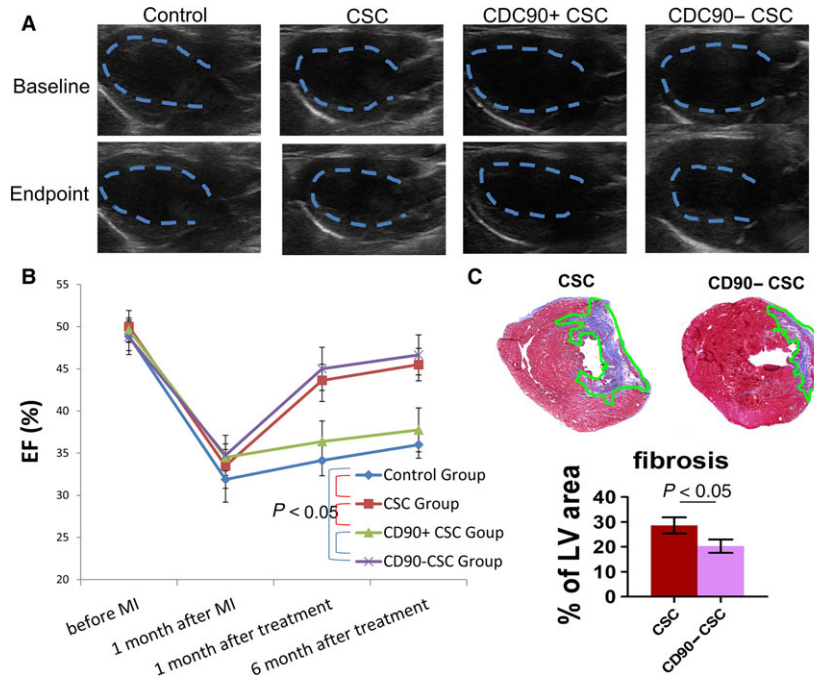 A
Control
CSC
CDC90+ CSC
CDC90– CSC
Baseline
Endpoint
B
55
50
45
40
35
30
25
20
EF (%)
P < 0.05
Control Group
CSC Group
CD90+ CSC Goup
CD90-CSC Group
before MI
1 month after MI
1 month after treatment
6 month after treatment
C
CSC
CD90– CSC
fibrosis
P < 0.05
% of LV area
40
30
20
10
0
CSC
CD90– CSC